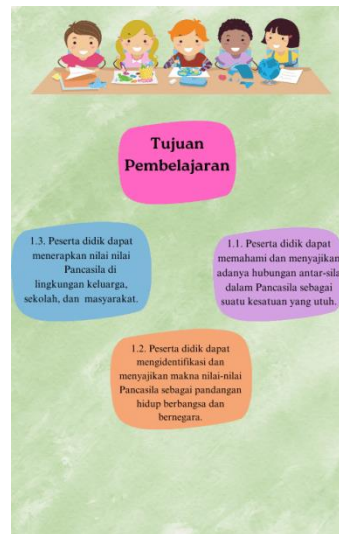 Tujuan
Pembelajaran
1.3. Peserta didik dapat
menerapkan nilai nilai
Pancasila di
lingkungan keluarga,
sekolah, dan masyarakat.
1.1. Peserta didik dapat
memahami dan menyajikan
adanya hubungan antar-sila
dalam Pancasila sebagai
suatu kesatuan yang utuh.
1.2. Peserta didik dapat
mengidentifikasi dan
menyajikan makna nilai-nilai
Pancasila sebagai pandangan
hidup berbangsa dan
bernegara.